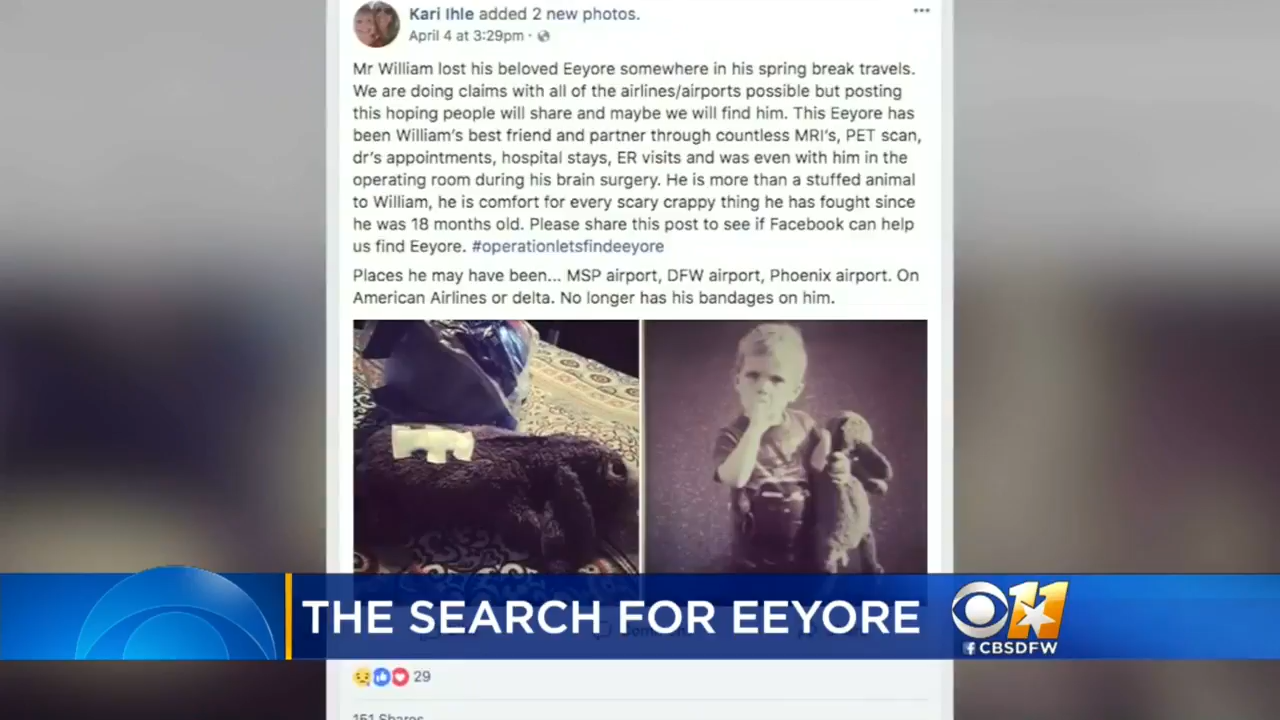 Kari Ihle added 2 new photos.
April 4 at 3:29pm ·
Mr William lost his beloved Eeyore somewhere in his spring break travels.
We are doing claims with all of the airlines/airports possible but posting
this hoping people will share and maybe we will find him. This Eeyore has
been William's best friend and partner through countless MRI's, PET scan,
dr's appointments, hospital stays, ER visits and was even with him in the
operating room during his brain surgery. He is more than a stuffed animal
to William, he is comfort for every scary crappy thing he has fought since
he was 18 months old. Please share this post to see if Facebook can help
us find Eeyore. #operationletsfindeeyore
Places he may have been... MSP airport, DFW airport, Phoenix airport. On
American Airlines or delta. No longer has his bandages on him.
THE SEARCH FOR EEYORE
11
f CBSDFW
29
151 Shares